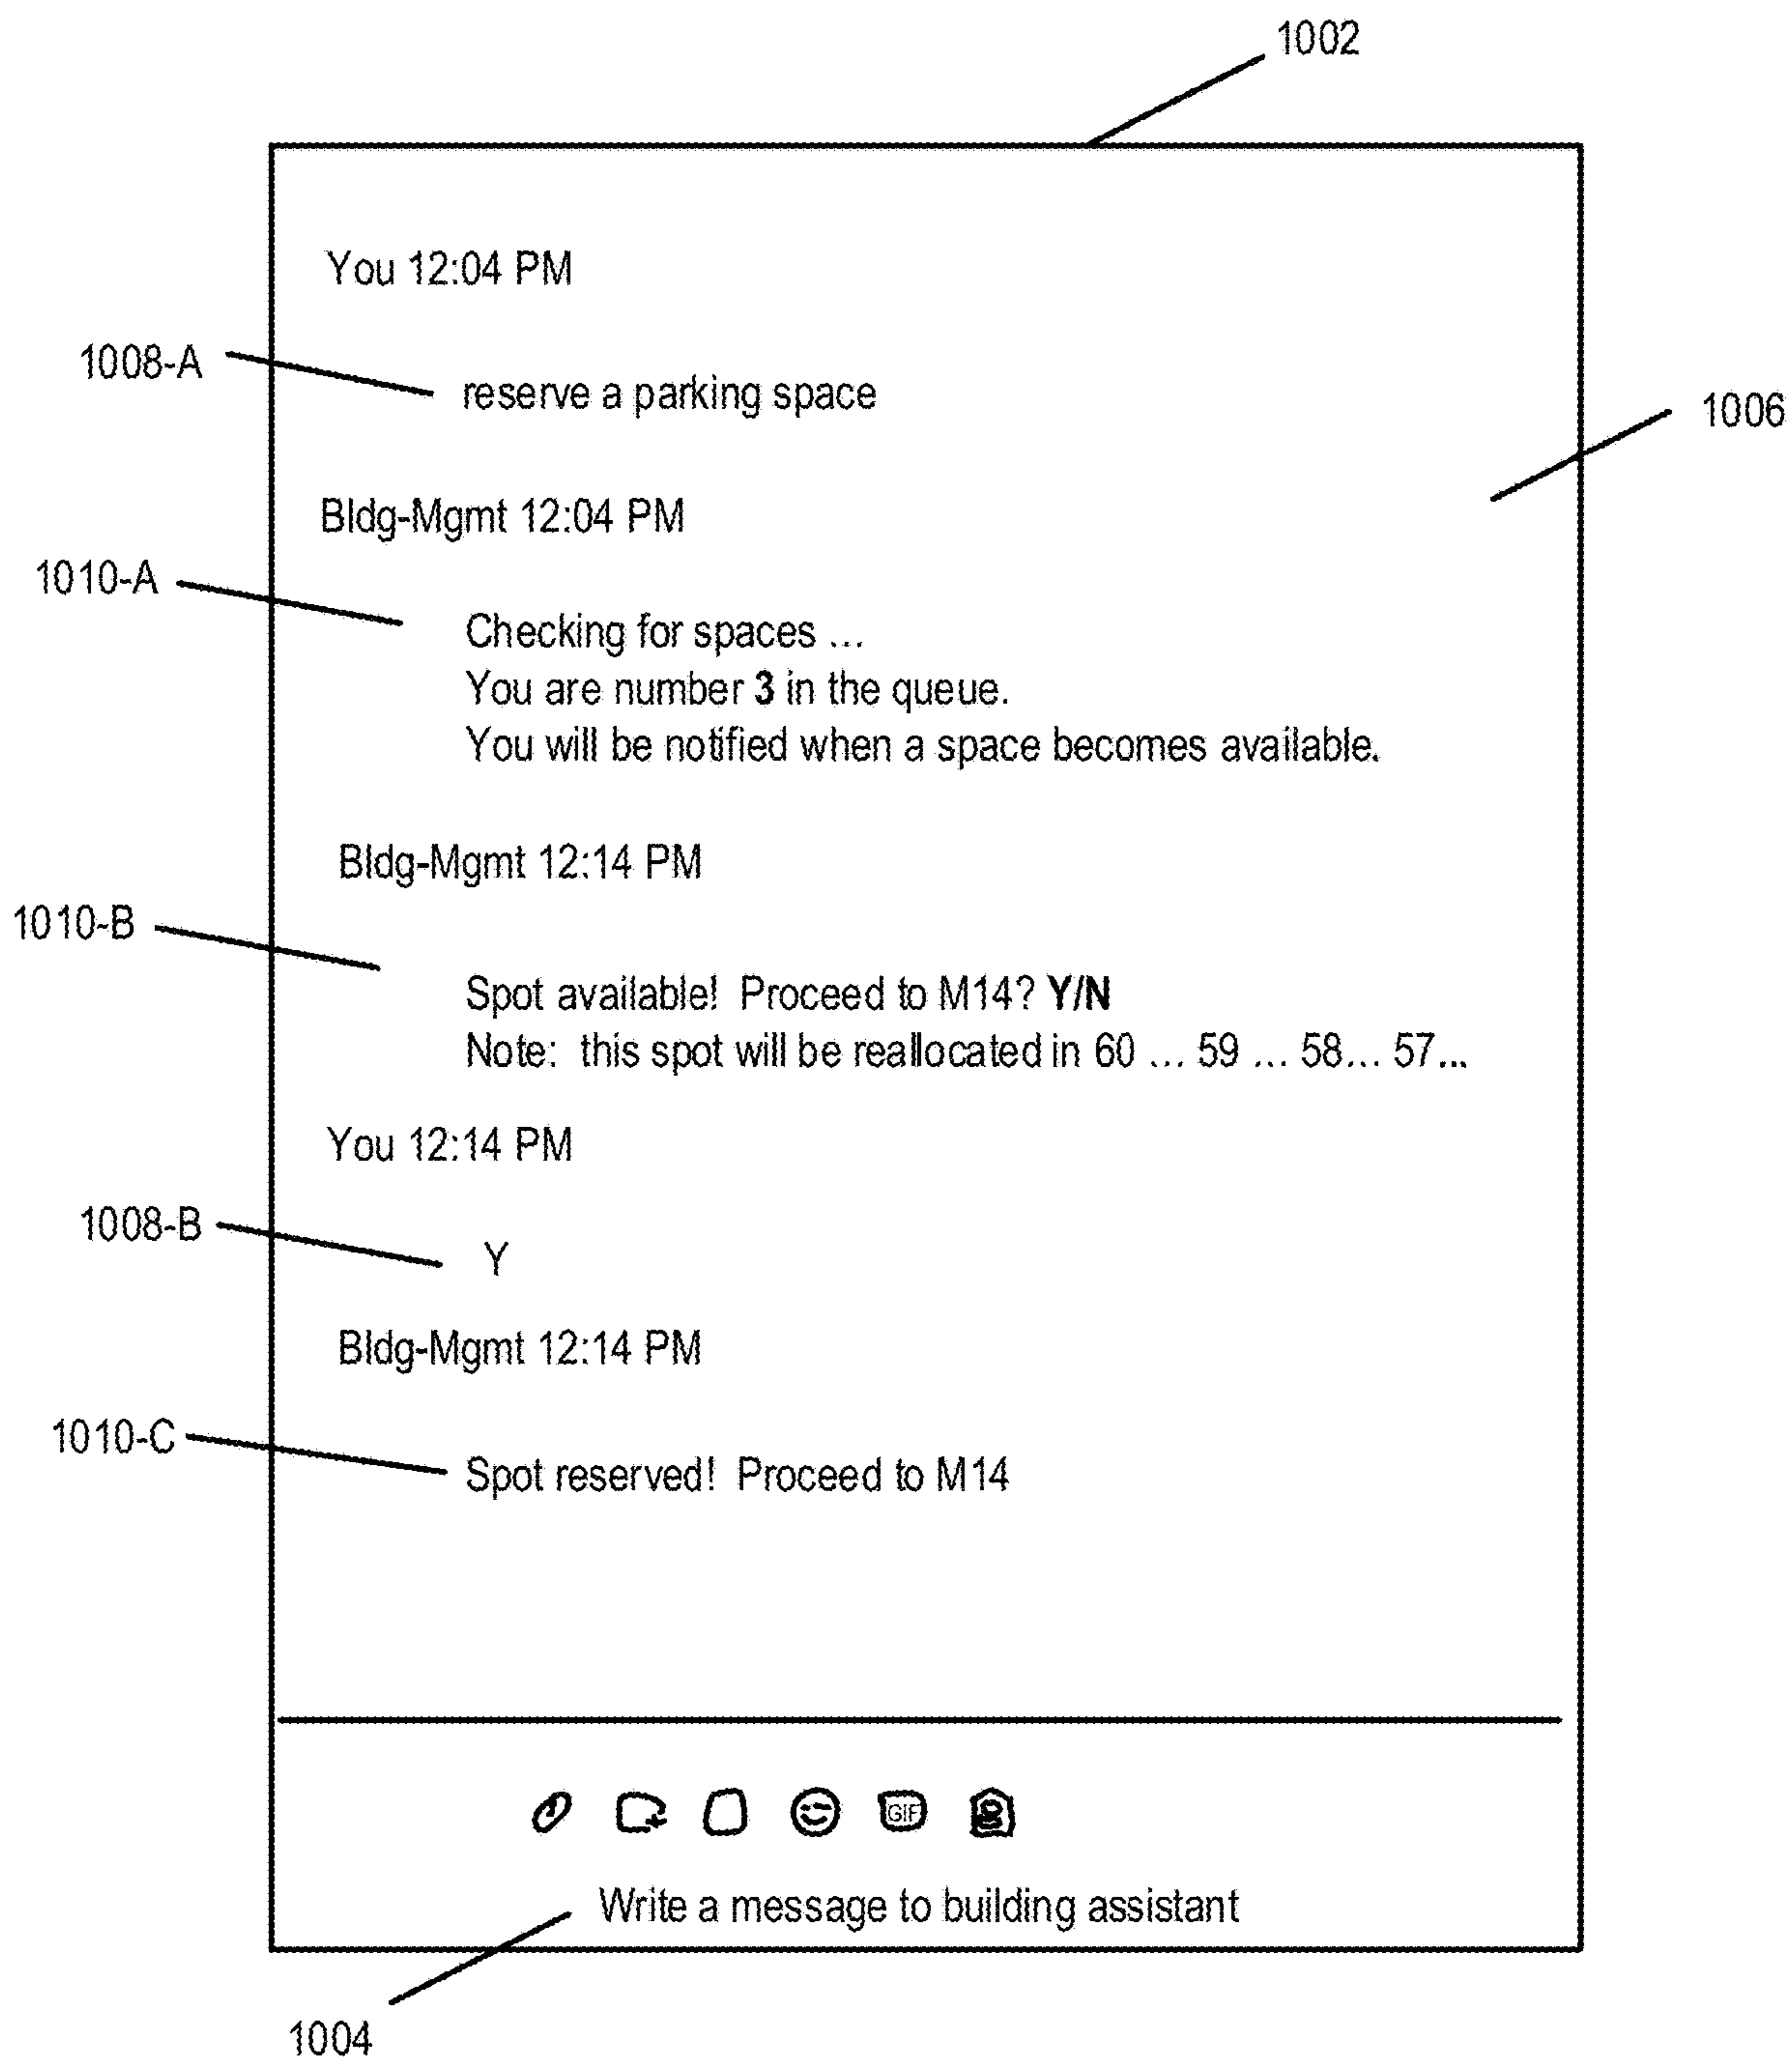 1002
You 12:04 PM
1008-A
reserve a parking space
1006
Bldg-Mgmt 12:04 PM
1010-A
Checking for spaces ...
You are number 3 in the queue.
You will be notified when a space becomes available.
Bldg-Mgmt 12:14 PM
1010-B
Spot available! Proceed to M14? Y/N
Note: this spot will be reallocated in 60 ... 59 ... 58... 57...
You 12:14 PM
1008-B
Y
Bldg-Mgmt 12:14 PM
1010-C
Spot reserved! Proceed to M14
GIF
Write a message to building assistant
1004